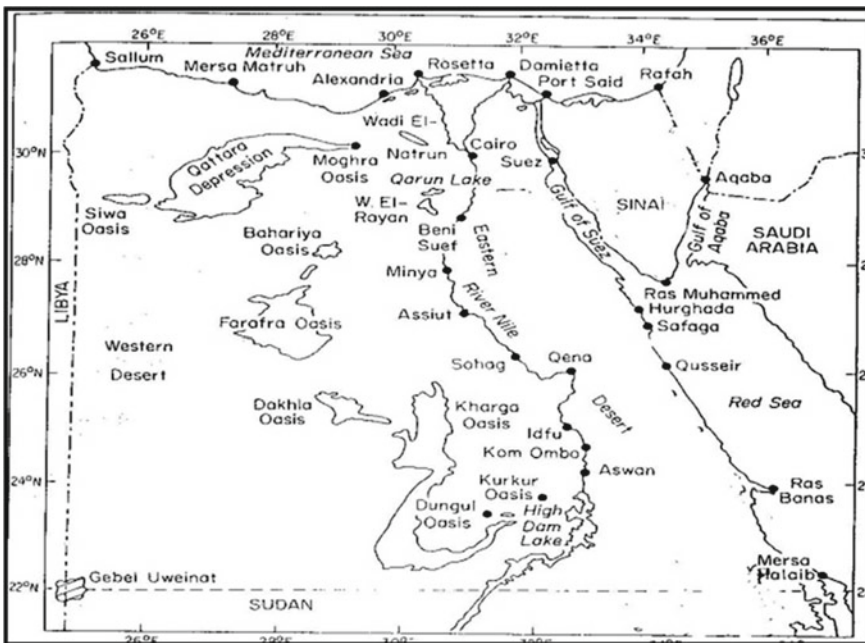 26°E 28°E 30°E 32°E 34°E 36°E
Mediterranean Sea
Sallum
Mersa Matruh
Alexandria
Rosetta
Damietta
Port Said
Rafah
Wadi El-
Natrun
30°N
Qattara
Depression
Moghra
Oasis
Cairo
Suez
Qarun Lake
W. El-
Rayan
Siwa
Oasis
Aqaba
SINAI
Gulf of Suez
Gulf of
Aqaba
SAUDI
ARABIA
Bahariya
Oasis
Beni
Suef
Eastern
28°N
Minya
LIBYA
Farafra Oasis
Assiut
River Nile
Ras Muhammed
Hurghada
Safaga
Western
Desert
26°N
Sohag
Qena
Qusseir
Dakhla
Oasis
Kharga
Oasis
Desert
Red Sea
Idfu
Kom Ombo
24°N
Aswan
Kurkur
Oasis
Dungul
Oasis
High
Dam
Lake
Ras
Banas
Gebel Uweinat
22°N
SUDAN
Mersa
Halaib
26°E 28°E 30°E 32°E